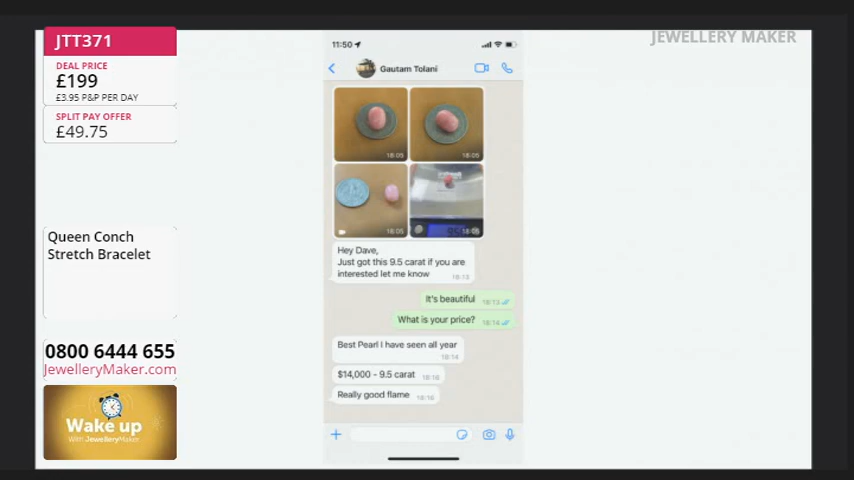 JTT371
DEAL PRICE
£199
£3.95 P&P PER DAY
SPLIT PAY OFFER
£49.75
Queen Conch
Stretch Bracelet
0800 6444 655
JewelleryMaker.com
Wake up
With JewelleryMaker
JEWELLERY MAKER
11:50
Gautam Tolani
18:05
18:05
18:05
18:05
Hey Dave,
Just got this 9.5 carat if you are
interested let me know
18:13
It's beautiful
18:13
What is your price?
18:14
Best Pearl I have seen all year
18:14
$14,000 - 9.5 carat
18:16
Really good flame
18:16